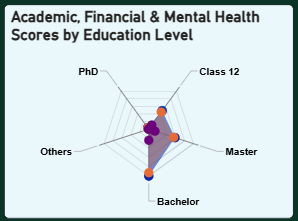 Academic, Financial & Mental Health
Scores by Education Level
PhD
Class 12
Others
Master
Bachelor